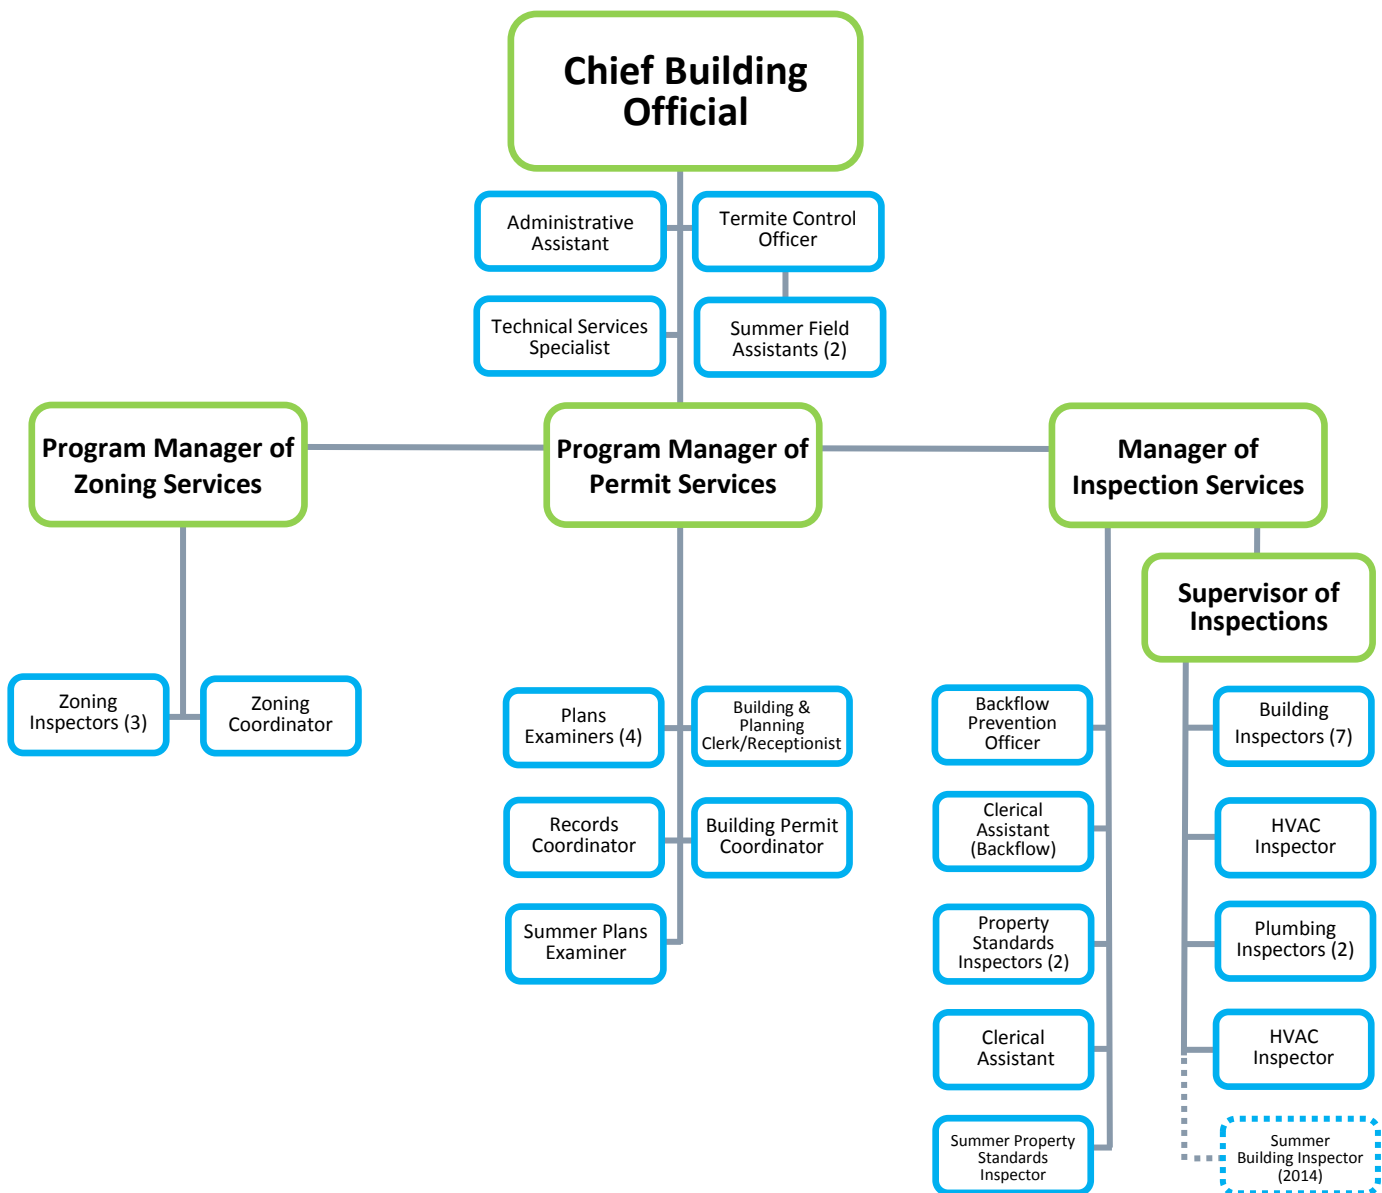 Chief Building
Official
Administrative
Assistant
Termite Control
Officer
Technical Services
Specialist
Summer Field
Assistants (2)
Program Manager of
Zoning Services
Program Manager of
Permit Services
Manager of
Inspection Services
Supervisor of
Inspections
Zoning
Inspectors (3)
Zoning
Coordinator
Plans
Examiners (4)
Building &
Planning
Clerk/Receptionist
Records
Coordinator
Building Permit
Coordinator
Summer Plans
Examiner
Backflow
Prevention
Officer
Clerical
Assistant
(Backflow)
Property
Standards
Inspectors (2)
Clerical
Assistant
Summer Property
Standards
Inspector
Building
Inspectors (7)
HVAC
Inspector
Plumbing
Inspectors (2)
HVAC
Inspector
Summer
Building Inspector
(2014)